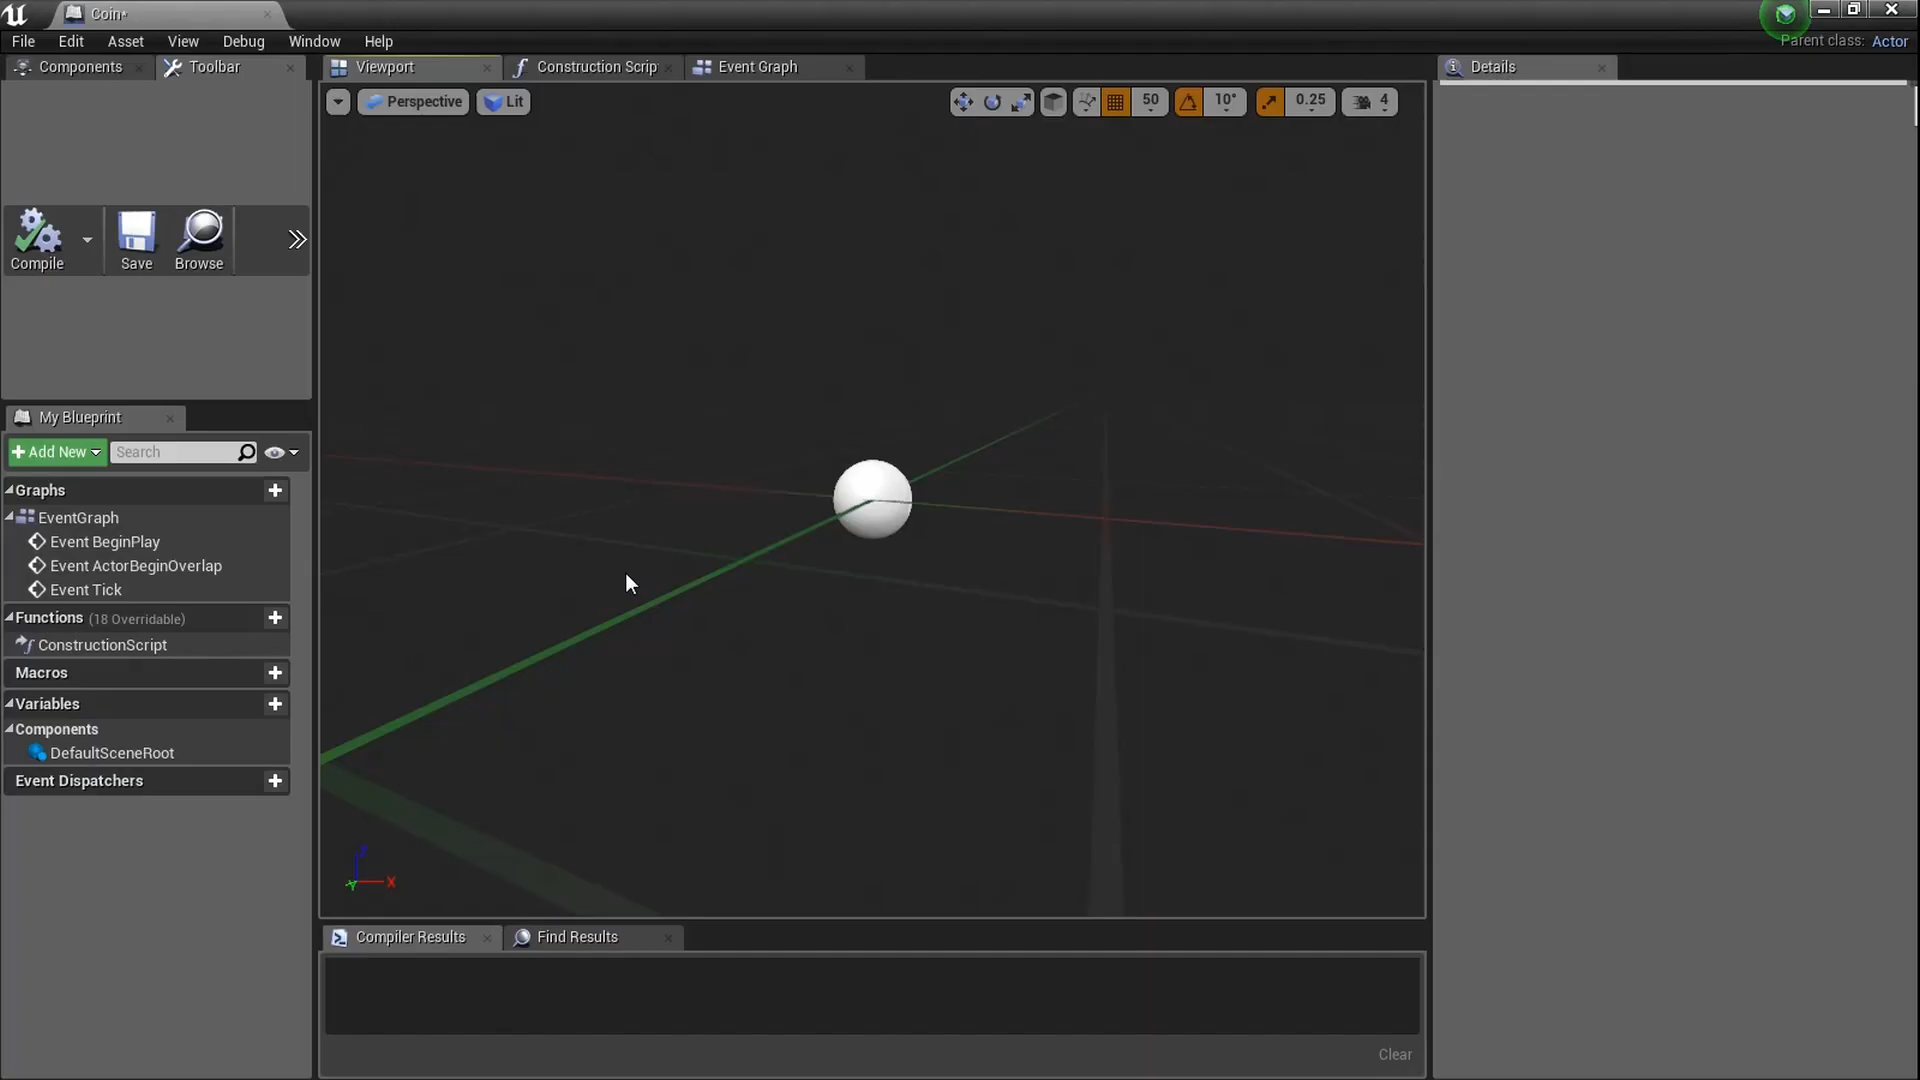 Coin*
File Edit Asset View Debug Window Help
Parent class: Actor
Components
Toolbar
Viewport
Construction Scrip
Event Graph
Details
Perspective
Lit
50
10°
0.25
4
Compile
Save
Browse
My Blueprint
Add New
Search
Graphs
EventGraph
Event BeginPlay
Event ActorBeginOverlap
Event Tick
Functions (18 Overridable)
ConstructionScript
Macros
Variables
Components
DefaultSceneRoot
Event Dispatchers
Z
Y
X
Compiler Results
Find Results
Clear